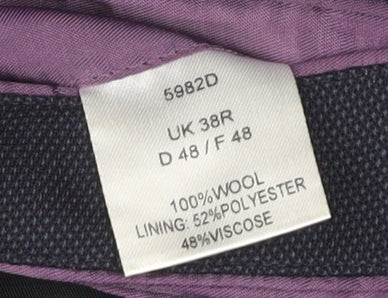 5982D
UK 38R
D 48 / F 48
100%WOOL
LINING: 52%POLYESTER
48%VISCOSE